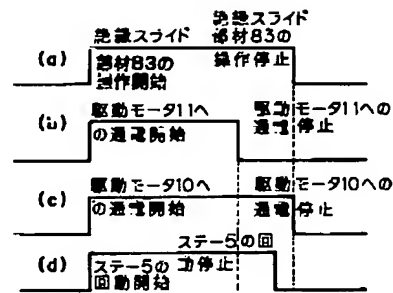 絶縁スライド
絶縁スライド
部材83の
(a)
部材83の
操作停止
操作開始
駆動モータ11へ
駆動モータ11への
(b)
の通電開始
通電停止
駆動モータ10へ
駆動モータ10への
(c)
の通電開始
通電停止
ステー5の回
(d)
ステー5の
動停止
回動開始